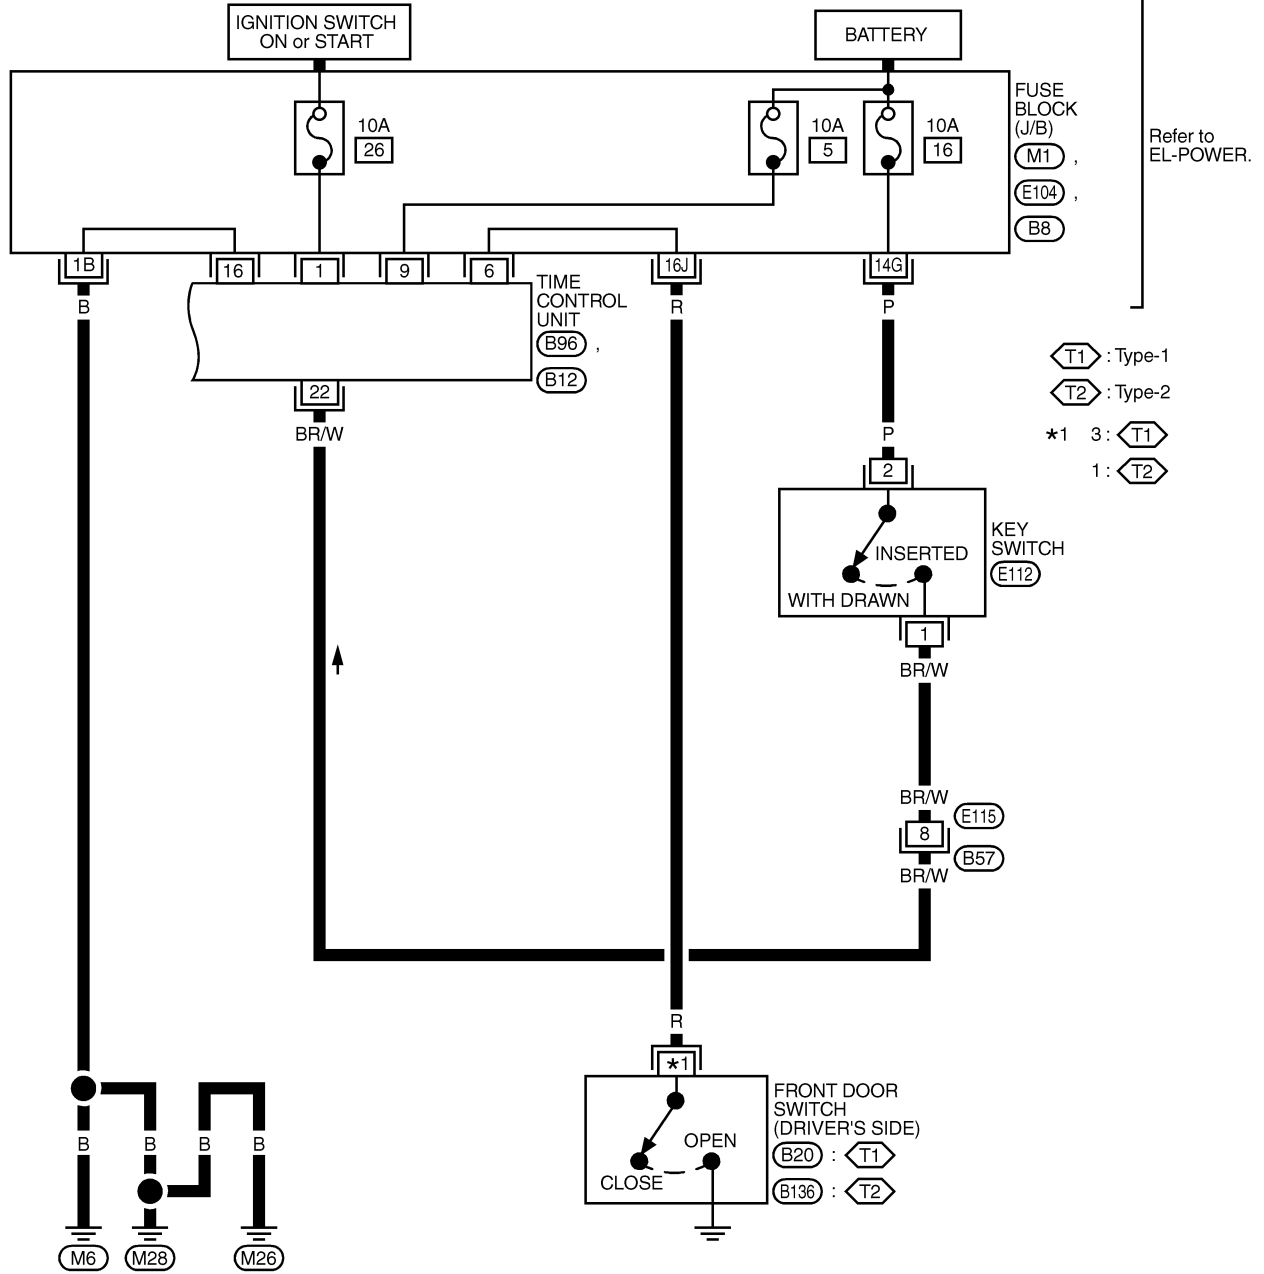 IGNITION SWITCH
ON or START
BATTERY
10A
26
10A
5
10A
16
FUSE
BLOCK
(J/B)
M1 ,
E104 ,
B8
Refer to
EL-POWER.
1B
16
1
9
6
16J
14G
B
R
P
TIME
CONTROL
UNIT
B96 ,
B12
22
BR/W
T1 : Type-1
T2 : Type-2
*1 3 : T1
1 : T2
P
2
KEY
SWITCH
E112
INSERTED
WITH DRAWN
1
BR/W
BR/W
E115
8
B57
BR/W
R
*1
FRONT DOOR
SWITCH
(DRIVER'S SIDE)
B20 : T1
B136 : T2
OPEN
CLOSE
B
B
B
B
M6
M28
M26